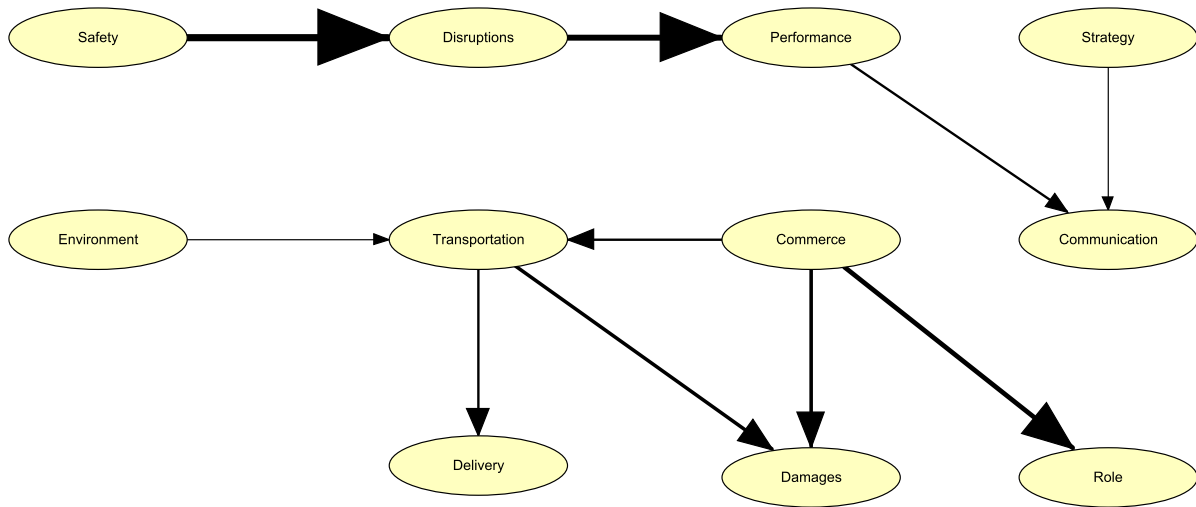 Safety
Disruptions
Performance
Strategy
Environment
Transportation
Commerce
Communication
Delivery
Damages
Role